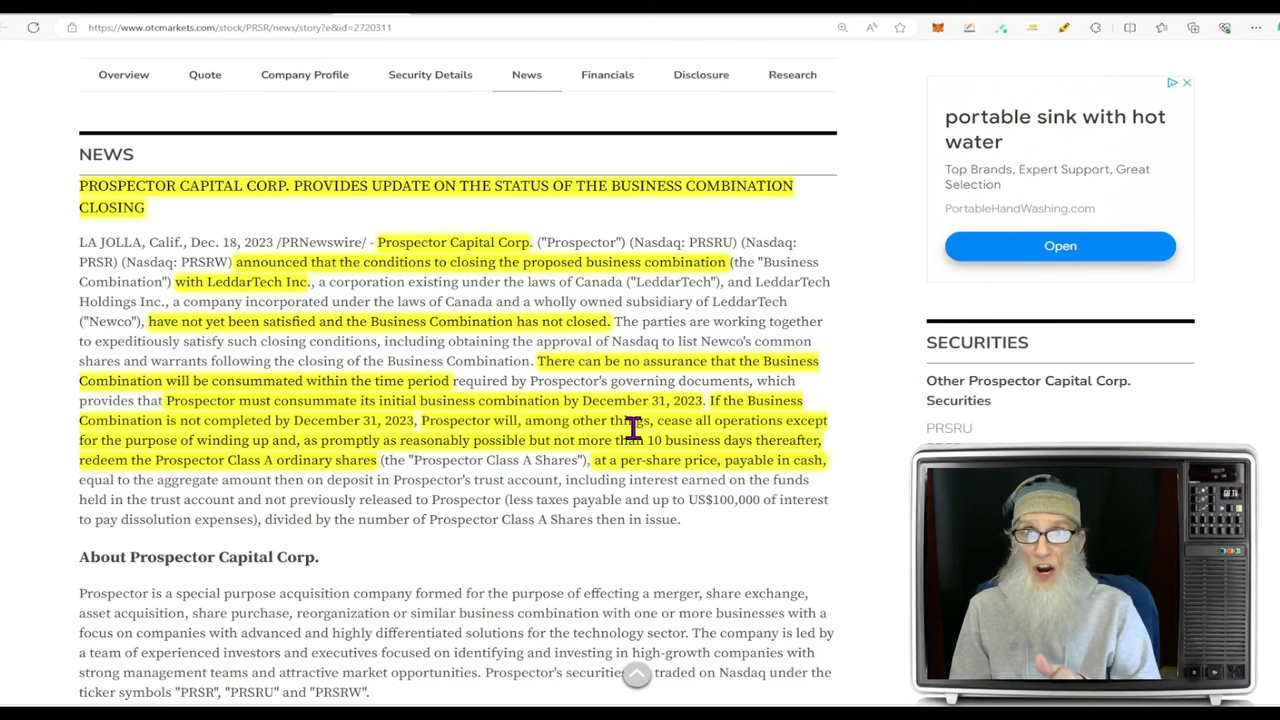 https://www.otcmarkets.com/stock/PRSR/news/story?e&id=2720311
Overview Quote Company Profile Security Details News Financials Disclosure Research
NEWS
PROSPECTOR CAPITAL CORP. PROVIDES UPDATE ON THE STATUS OF THE BUSINESS COMBINATION
CLOSING
LA JOLLA, Calif., Dec. 18, 2023 /PRNewswire/ - Prospector Capital Corp. ("Prospector") (Nasdaq: PRSRU) (Nasdaq:
PRSR) (Nasdaq: PRSRW) announced that the conditions to closing the proposed business combination (the "Business
Combination") with LeddarTech Inc., a corporation existing under the laws of Canada ("LeddarTech"), and LeddarTech
Holdings Inc., a company incorporated under the laws of Canada and a wholly owned subsidiary of LeddarTech
("Newco"), have not yet been satisfied and the Business Combination has not closed. The parties are working together
to expeditiously satisfy such closing conditions, including obtaining the approval of Nasdaq to list Newco's common
shares and warrants following the closing of the Business Combination. There can be no assurance that the Business
Combination will be consummated within the time period required by Prospector's governing documents, which
provides that Prospector must consummate its initial business combination by December 31, 2023. If the Business
Combination is not completed by December 31, 2023, Prospector will, among other things, cease all operations except
for the purpose of winding up and, as promptly as reasonably possible but not more than 10 business days thereafter,
redeem the Prospector Class A ordinary shares (the "Prospector Class A Shares"), at a per-share price, payable in cash,
equal to the aggregate amount then on deposit in Prospector's trust account, including interest earned on the funds
held in the trust account and not previously released to Prospector (less taxes payable and up to US$100,000 of interest
to pay dissolution expenses), divided by the number of Prospector Class A Shares then in issue.
About Prospector Capital Corp.
Prospector is a special purpose acquisition company formed for the purpose of effecting a merger, share exchange,
asset acquisition, share purchase, reorganization or similar business combination with one or more businesses with a
focus on companies with advanced and highly differentiated solutions for the technology sector. The company is led by
a team of experienced investors and executives focused on identifying and investing in high-growth companies with
strong management teams and attractive market opportunities. Prospector's securities traded on Nasdaq under the
ticker symbols "PRSR", "PRSRU" and "PRSRW".
portable sink with hot
water
Top Brands, Expert Support, Great
Selection
PortableHandWashing.com
Open
SECURITIES
Other Prospector Capital Corp.
Securities
PRSRU
GIF.TV